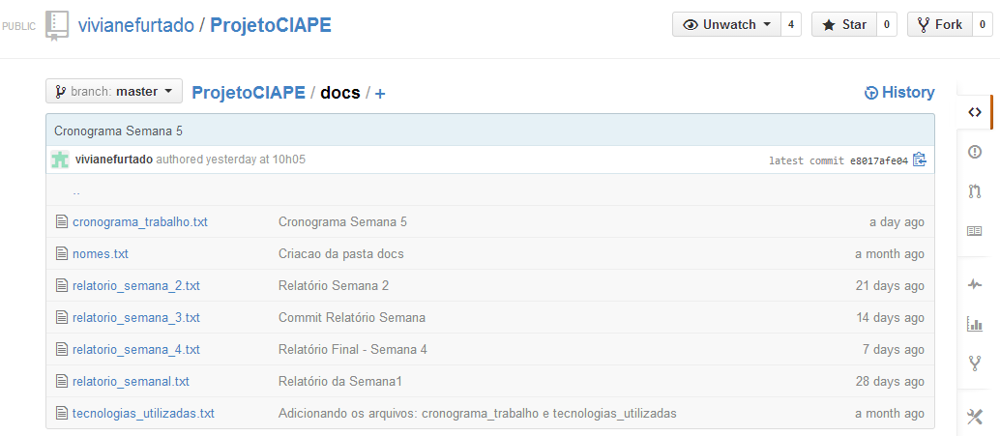 PUBLIC vivianefurtado / ProjetoCIAPE Unwatch 4 Star 0 Fork 0
branch: master ProjetoCIAPE / docs / + History
Cronograma Semana 5
vivianefurtado authored yesterday at 10h05 latest commit e8017afe04
..
cronograma_trabalho.txt Cronograma Semana 5 a day ago
nomes.txt Criacao da pasta docs a month ago
relatorio_semana_2.txt Relatório Semana 2 21 days ago
relatorio_semana_3.txt Commit Relatório Semana 14 days ago
relatorio_semana_4.txt Relatório Final - Semana 4 7 days ago
relatorio_semanal.txt Relatório da Semana1 28 days ago
tecnologias_utilizadas.txt Adicionando os arquivos: cronograma_trabalho e tecnologias_utilizadas a month ago